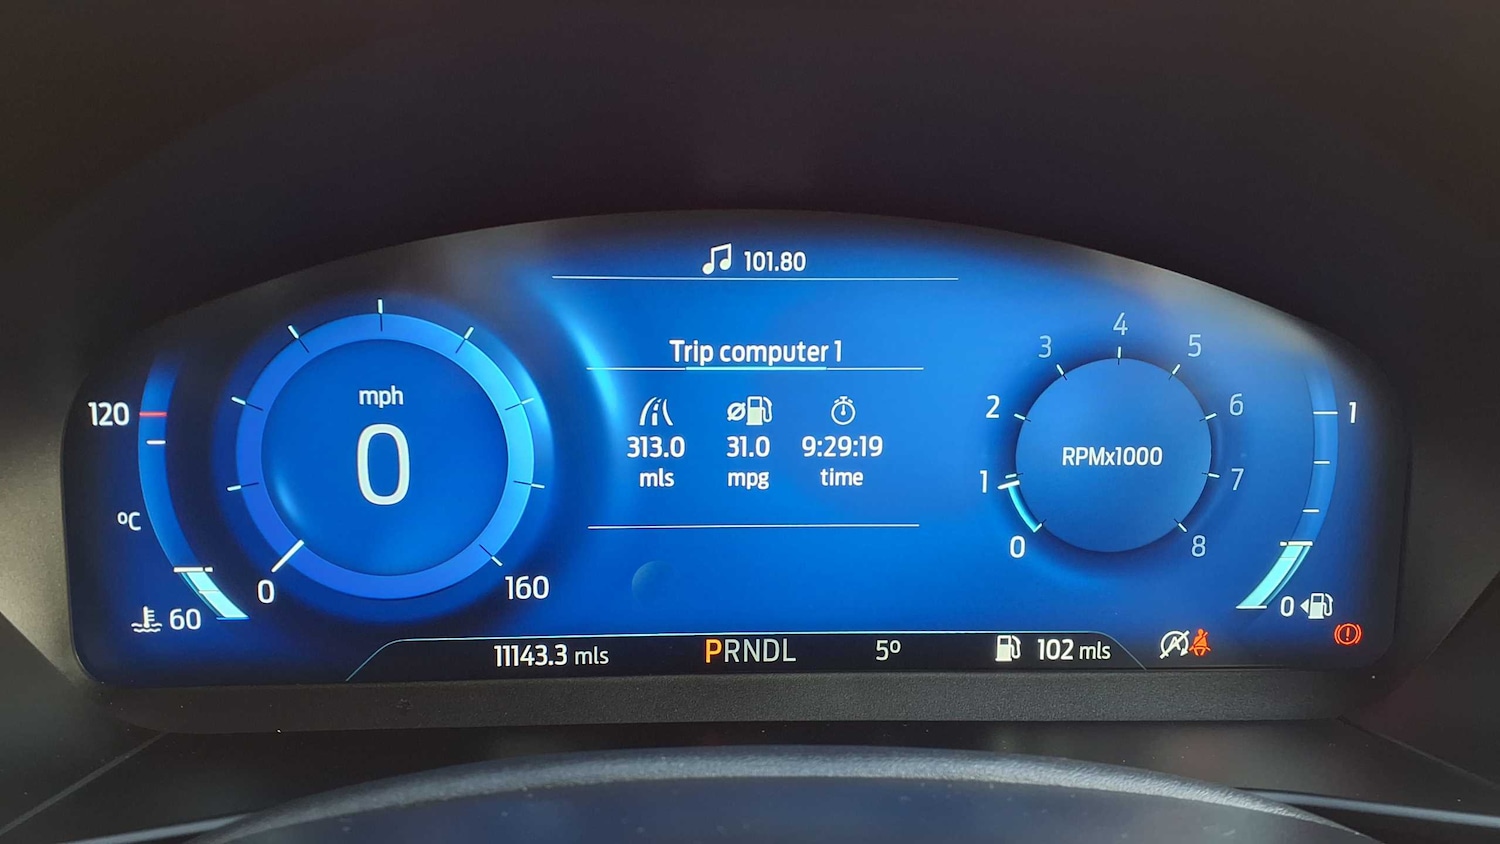 101.80
Trip computer 1
313.0 31.0 9:29:19
mls mpg time
120
°C
60
mph
0
0 160
0 1 2 3 4 5 6 7 8
RPMx1000
1
0
11143.3 mls PRNDL 5° 102 mls